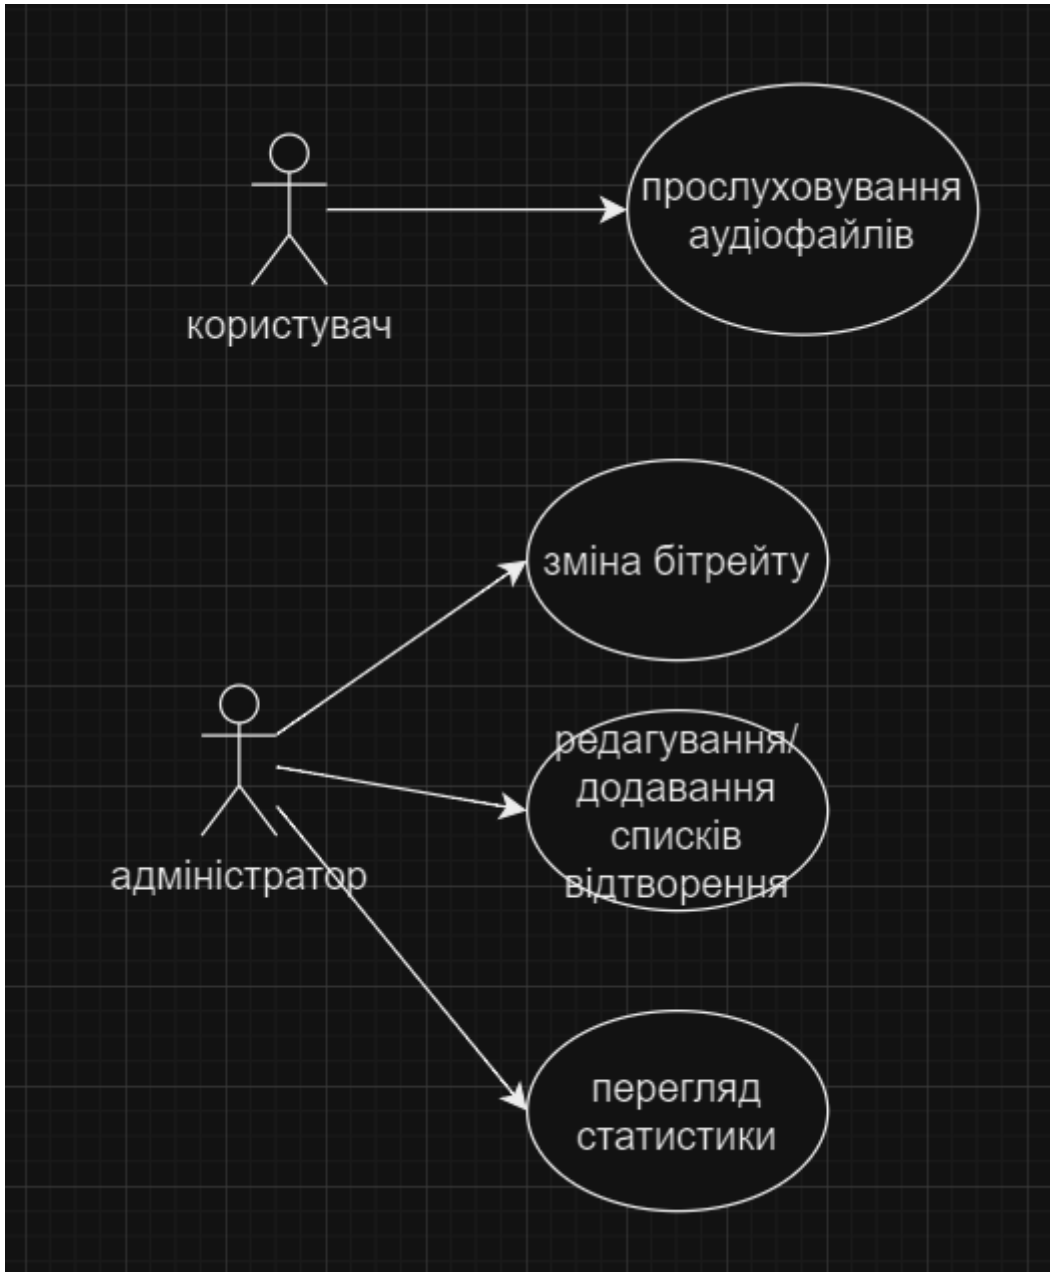 прослуховування
аудіофайлів
користувач
зміна бітрейту
редагування/
додавання
списків
відтворення
адміністратор
перегляд
статистики